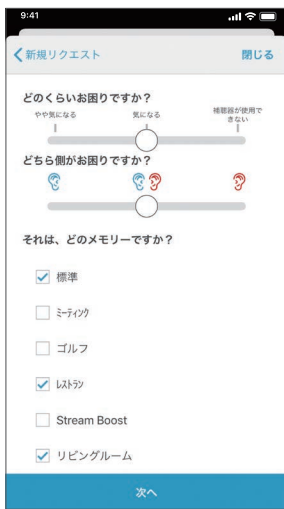 9:41
新規リクエスト 閉じる
どのくらいお困りですか？
やや気になる 気になる 補聴器が使用で
きない
どちら側がお困りですか？
それは、どのメモリーですか？
標準
ﾐｰﾃｨﾝｸﾞ
ゴルフ
ﾚｽﾄﾗﾝ
Stream Boost
リビングルーム
次へ